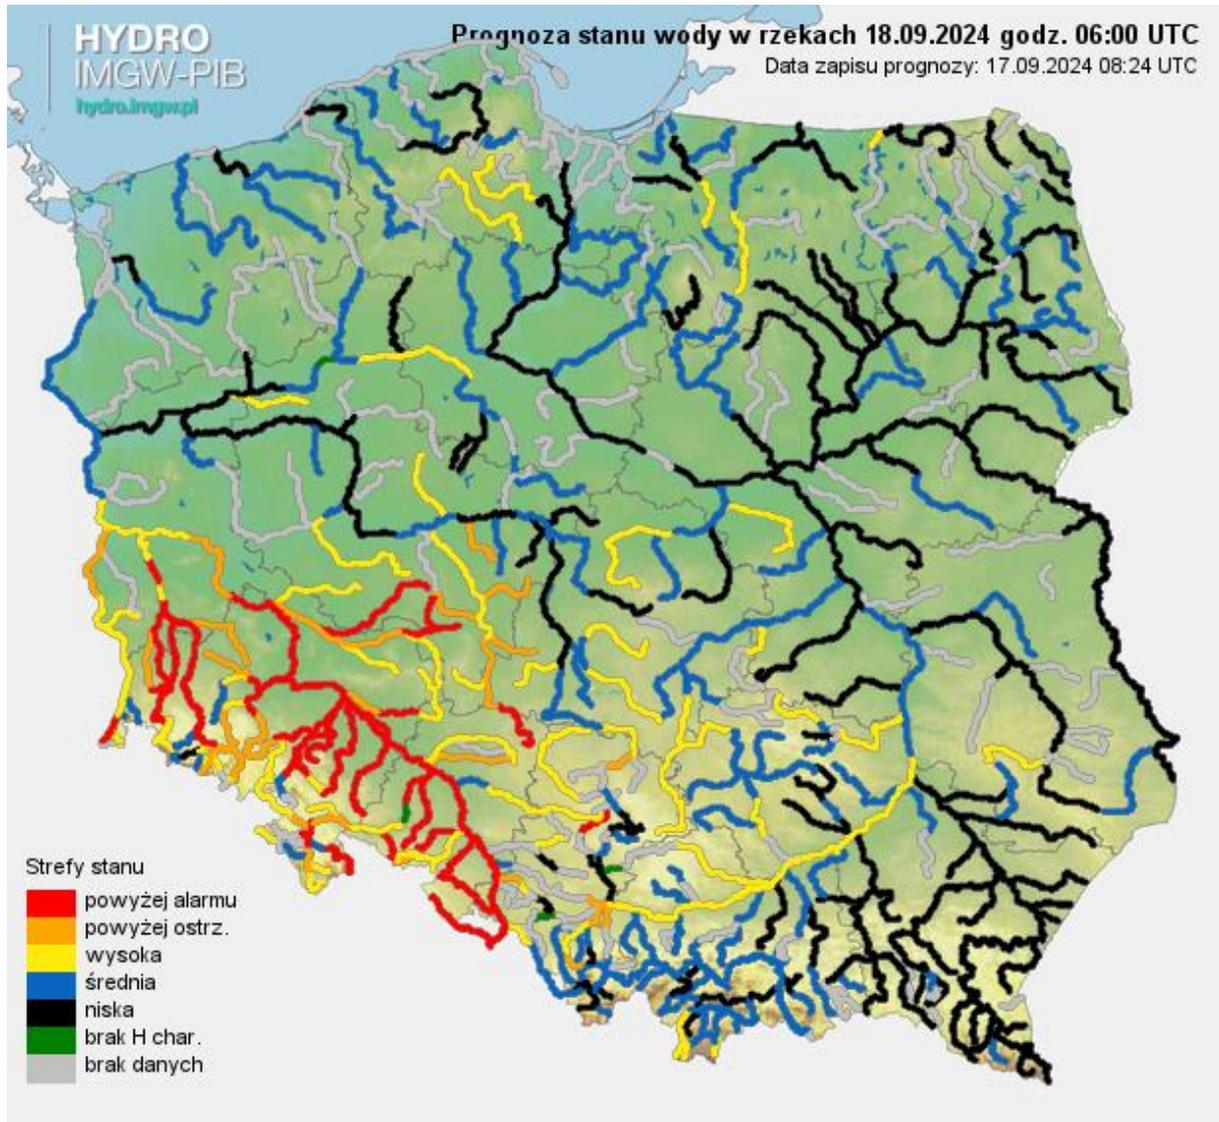 HYDRO
IMGW-PIB
hydro.imgw.pl
Prognoza stanu wody w rzekach 18.09.2024 godz. 06:00 UTC
Data zapisu prognozy: 17.09.2024 08:24 UTC
Strefy stanu
powyżej alarmu
powyżej ostrz.
wysoka
średnia
niska
brak H char.
brak danych